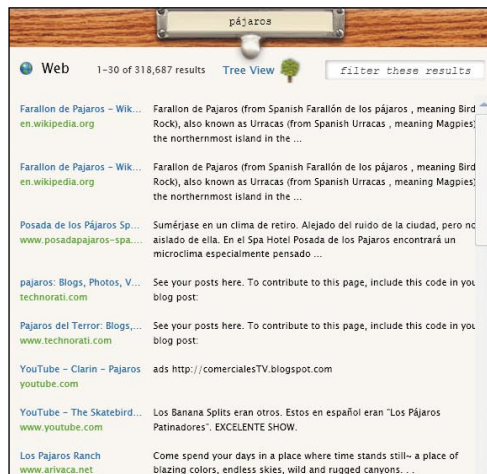 pájaros
Web 1-30 of 318,687 results Tree View filter these results
Farallon de Pajaros - Wik... Farallon de Pajaros (from Spanish Farallón de los pájaros , meaning Bird
en.wikipedia.org Rock), also known as Urracas (from Spanish Urracas , meaning Magpies)
the northernmost island in the ...
Farallon de Pajaros - Wik... Farallon de Pajaros (from Spanish Farallón de los pájaros , meaning Bird
en.wikipedia.org Rock), also known as Urracas (from Spanish Urracas , meaning Magpies)
the northernmost island in the ...
Posada de los Pájaros Sp... Sumérjase en un clima de retiro. Alejado del ruido de la ciudad, pero no
www.posadapajaros-spa.... aislado de ella. En el Spa Hotel Posada de los Pajaros encontrará un
microclima especialmente pensado ...
pajaros: Blogs, Photos, V... See your posts here. To contribute to this page, include this code in you
technorati.com blog post:
Pajaros del Terror: Blogs,... See your posts here. To contribute to this page, include this code in you
www.technorati.com blog post:
YouTube - Clarin - Pajaros ads http://comercialesTV.blogspot.com
youtube.com
YouTube - The Skatebird... Los Banana Splits eran otros. Estos en español eran "Los Pájaros
www.youtube.com Patinadores". EXCELENTE SHOW.
Los Pajaros Ranch Come spend your days in a place where time stands still~ a place of
www.arivaca.net blazing colors, endless skies, wild and rugged canyons. . .